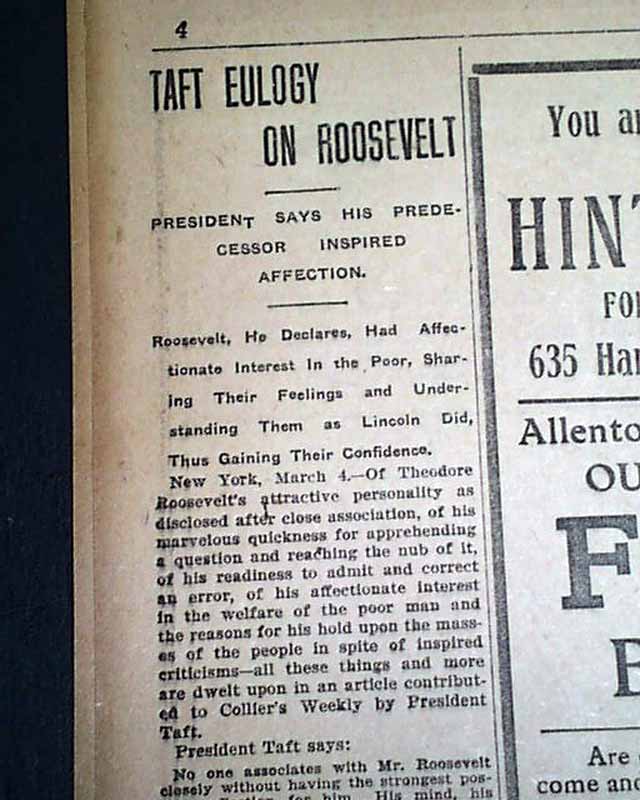 4
TAFT EULOGY
ON ROOSEVELT
PRESIDENT SAYS HIS PREDE-
CESSOR INSPIRED
AFFECTION.
Roosevelt, He Declares, Had Affec-
tionate Interest In the Poor, Shar-
ing Their Feelings and Under-
standing Them as Lincoln Did,
Thus Gaining Their Confidence.
New York, March 4.—Of Theodore
Roosevelt's attractive personality as
disclosed after close association, of his
marvelous quickness for apprehending
a question and reaching the nub of it,
of his readiness to admit and correct
an error, of his affectionate interest
in the welfare of the poor man and
the reasons for his hold upon the mass-
es of the people in spite of inspired
criticisms—all these things and more
are dwelt upon in an article contribut-
ed to Collier's Weekly by President
Taft.
President Taft says:
No one associates with Mr. Roosevelt
closely without having the strongest pos-
for him. His mind, his
You
HINT
FO
635 Ha
Allento
OU
F
Are
come and